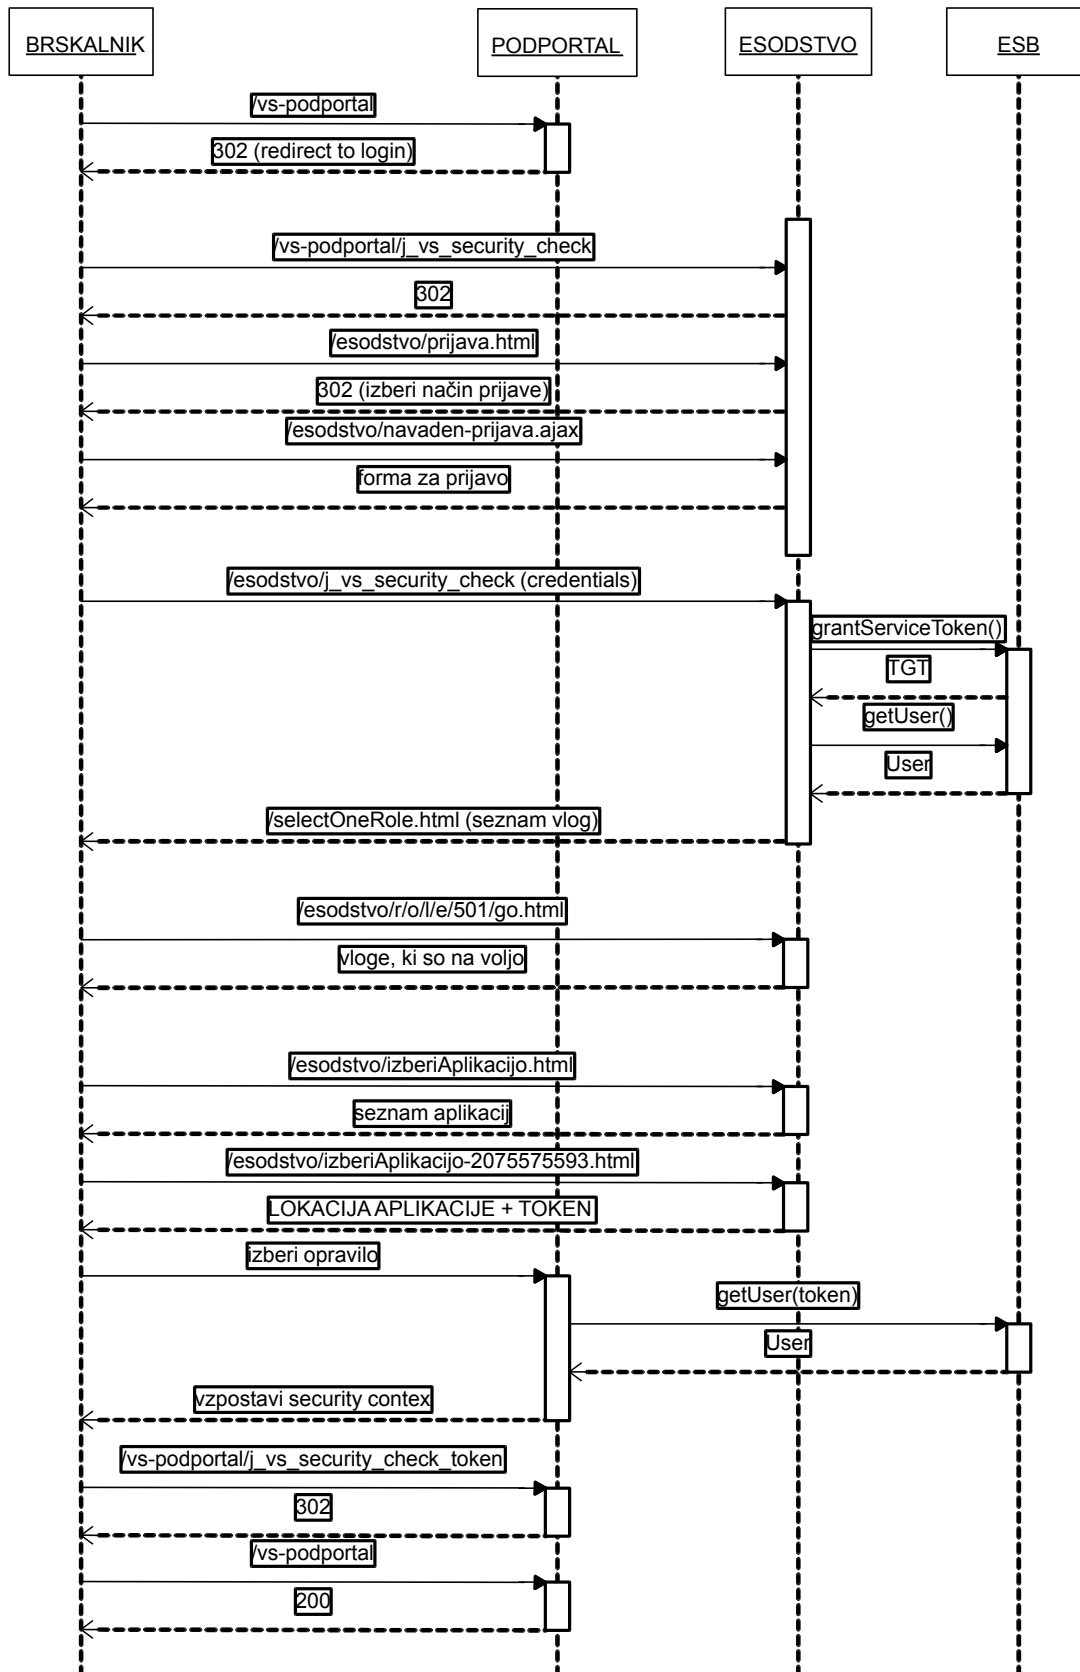 BRSKALNIK
PODPORTAL
ESODSTVO
ESB
/vs-podportal
302 (redirect to login)
/vs-podportal/j_vs_security_check
302
/esodstvo/prijava.html
302 (izberi način prijave)
/esodstvo/navaden-prijava.ajax
forma za prijavo
/esodstvo/j_vs_security_check (credentials)
grantServiceToken()
TGT
getUser()
User
/selectOneRole.html (seznam vlog)
/esodstvo/r/o/l/e/501/go.html
vloge, ki so na voljo
/esodstvo/izberiAplikacijo.html
seznam aplikacij
/esodstvo/izberiAplikacijo-2075575593.html
LOKACIJA APLIKACIJE + TOKEN
izberi opravilo
getUser(token)
User
vzpostavi security contex
/vs-podportal/j_vs_security_check_token
302
/vs-podportal
200